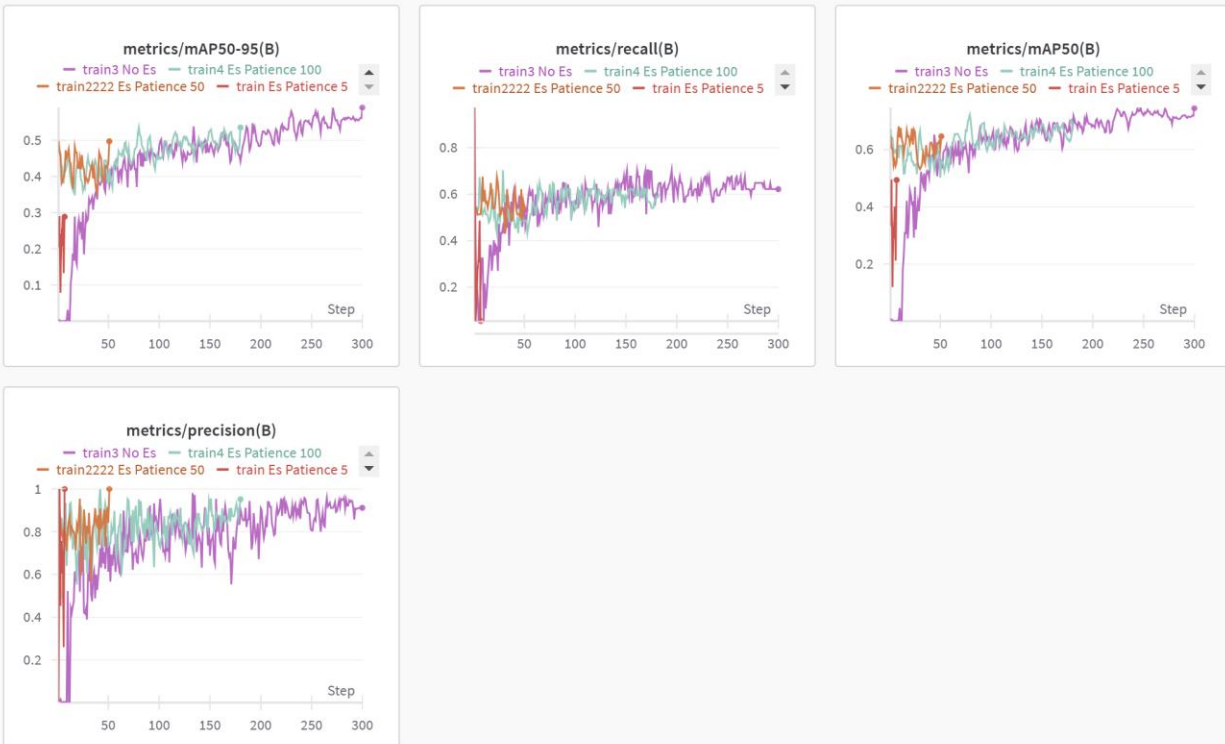 metrics/mAP50-95(B)
train3 No Es train4 Es Patience 100
train2222 Es Patience 50 train Es Patience 5
0.5
0.4
0.3
0.2
0.1
Step
50 100 150 200 250 300
metrics/recall(B)
train3 No Es train4 Es Patience 100
train2222 Es Patience 50 train Es Patience 5
0.8
0.6
0.4
0.2
Step
50 100 150 200 250 300
metrics/mAP50(B)
train3 No Es train4 Es Patience 100
train2222 Es Patience 50 train Es Patience 5
0.6
0.4
0.2
Step
50 100 150 200 250 300
metrics/precision(B)
train3 No Es train4 Es Patience 100
train2222 Es Patience 50 train Es Patience 5
1
0.8
0.6
0.4
0.2
Step
50 100 150 200 250 300